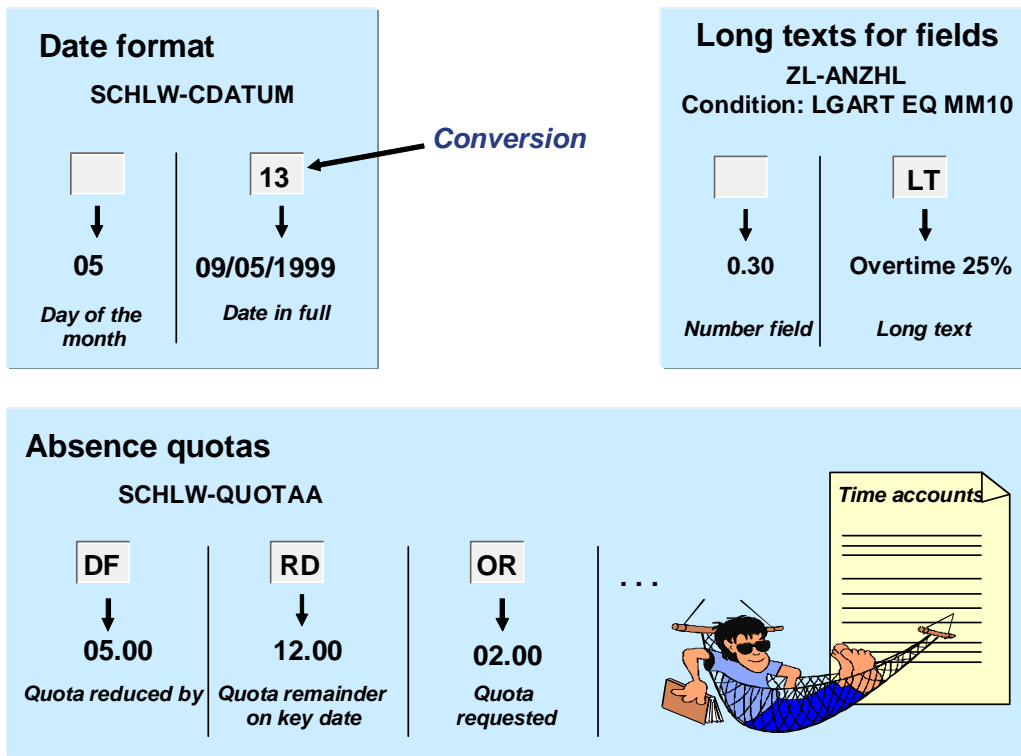 Date format
SCHLW-CDATUM
13
05
09/05/1999
Day of the
month
Date in full
Conversion
Long texts for fields
ZL-ANZHL
Condition: LGART EQ MM10
LT
0.30
Overtime 25%
Number field
Long text
Absence quotas
SCHLW-QUOTAA
DF
RD
OR
. . .
05.00
12.00
02.00
Quota reduced by
Quota remainder
on key date
Quota
requested
Time accounts